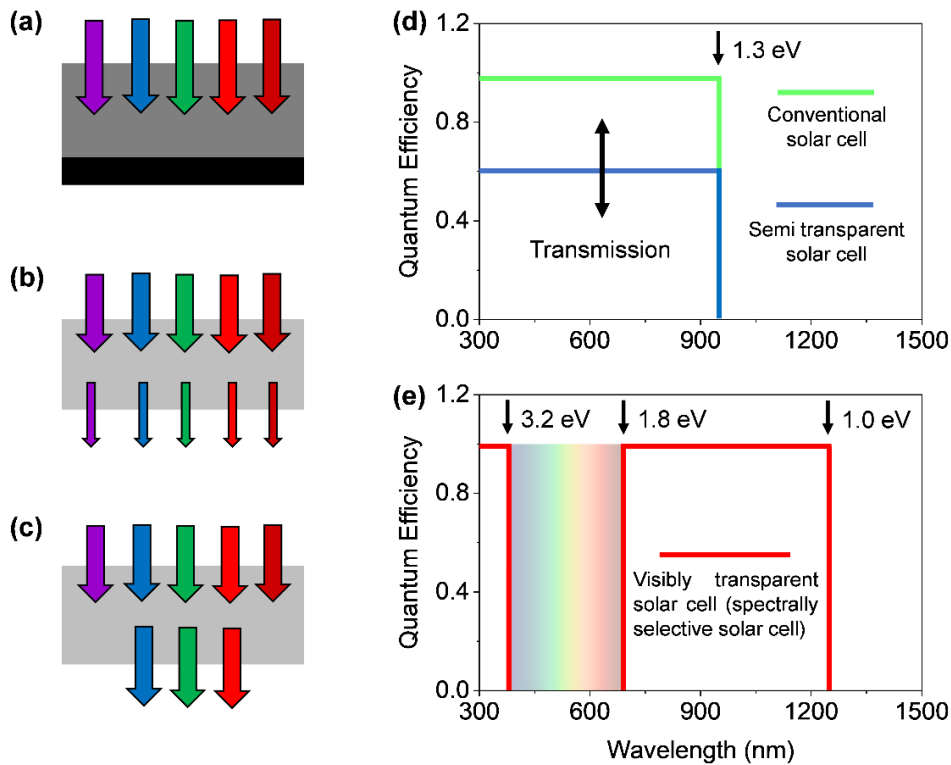 (a)
(b)
(c)
(d)
1.2
0.8
0.4
0.0
Quantum Efficiency
1.3 eV
Conventional
solar cell
Semi transparent
solar cell
Transmission
300
600
900
1200
1500
(e)
1.2
0.8
0.4
0.0
Quantum Efficiency
3.2 eV
1.8 eV
1.0 eV
Visibly transparent
solar cell (spectrally
selective solar cell)
300
600
900
1200
1500
Wavelength (nm)